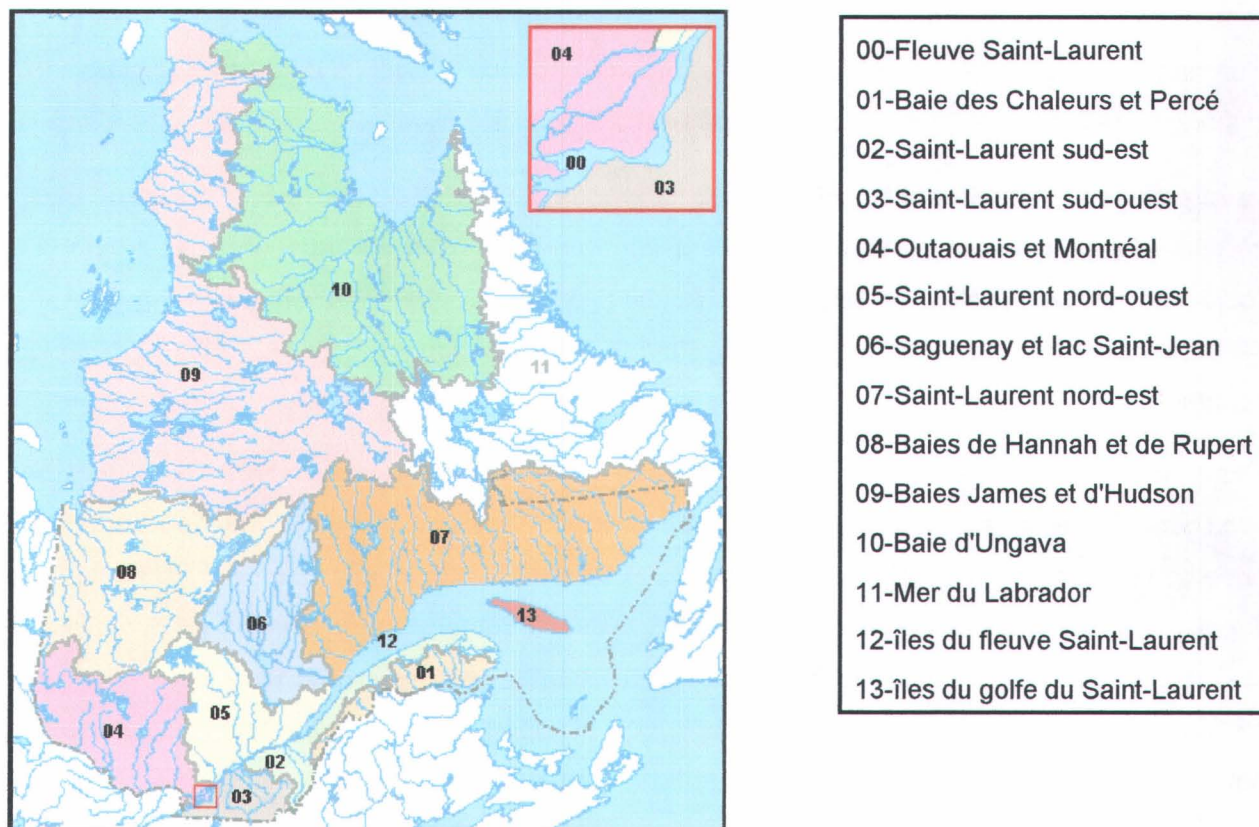 04
00
03
10
11
09
07
08
13
06
12
01
05
04
02
03
00-Fleuve Saint-Laurent
01-Baie des Chaleurs et Percé
02-Saint-Laurent sud-est
03-Saint-Laurent sud-ouest
04-Outaouais et Montréal
05-Saint-Laurent nord-ouest
06-Saguenay et lac Saint-Jean
07-Saint-Laurent nord-est
08-Baies de Hannah et de Rupert
09-Baies James et d'Hudson
10-Baie d'Ungava
11-Mer du Labrador
12-îles du fleuve Saint-Laurent
13-îles du golfe du Saint-Laurent